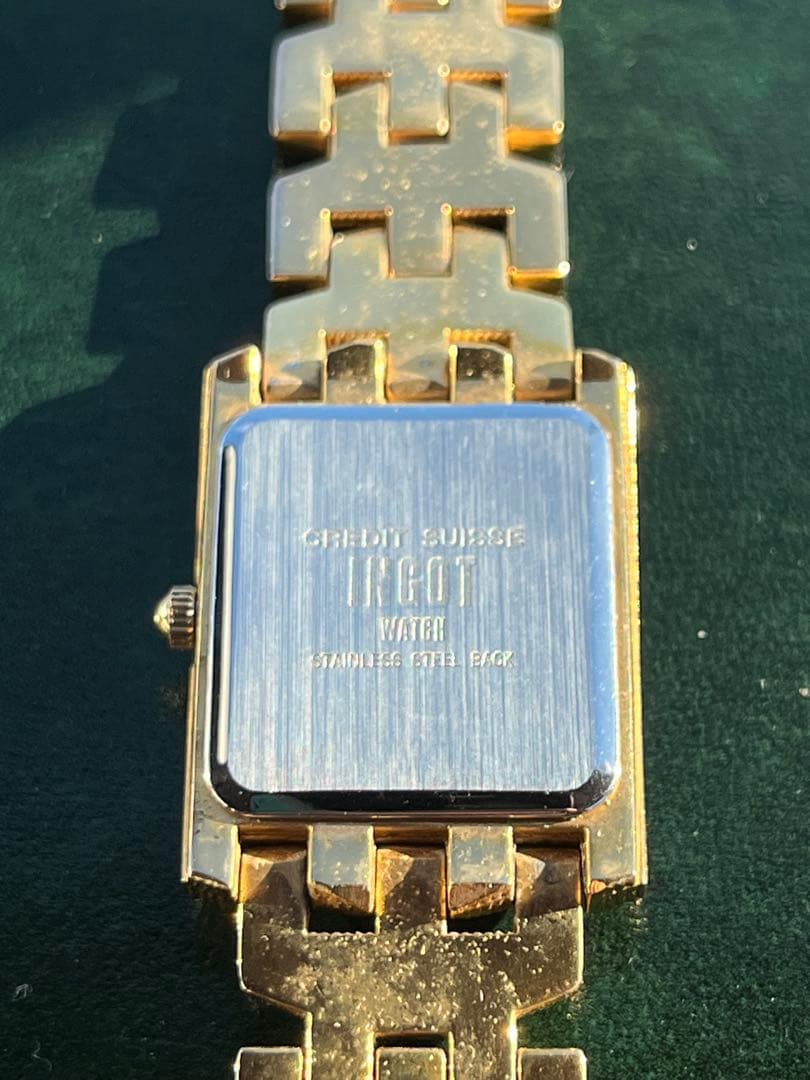 CREDIT SUISSE
INGOT
WATCH
STAINLESS STEEL BACK